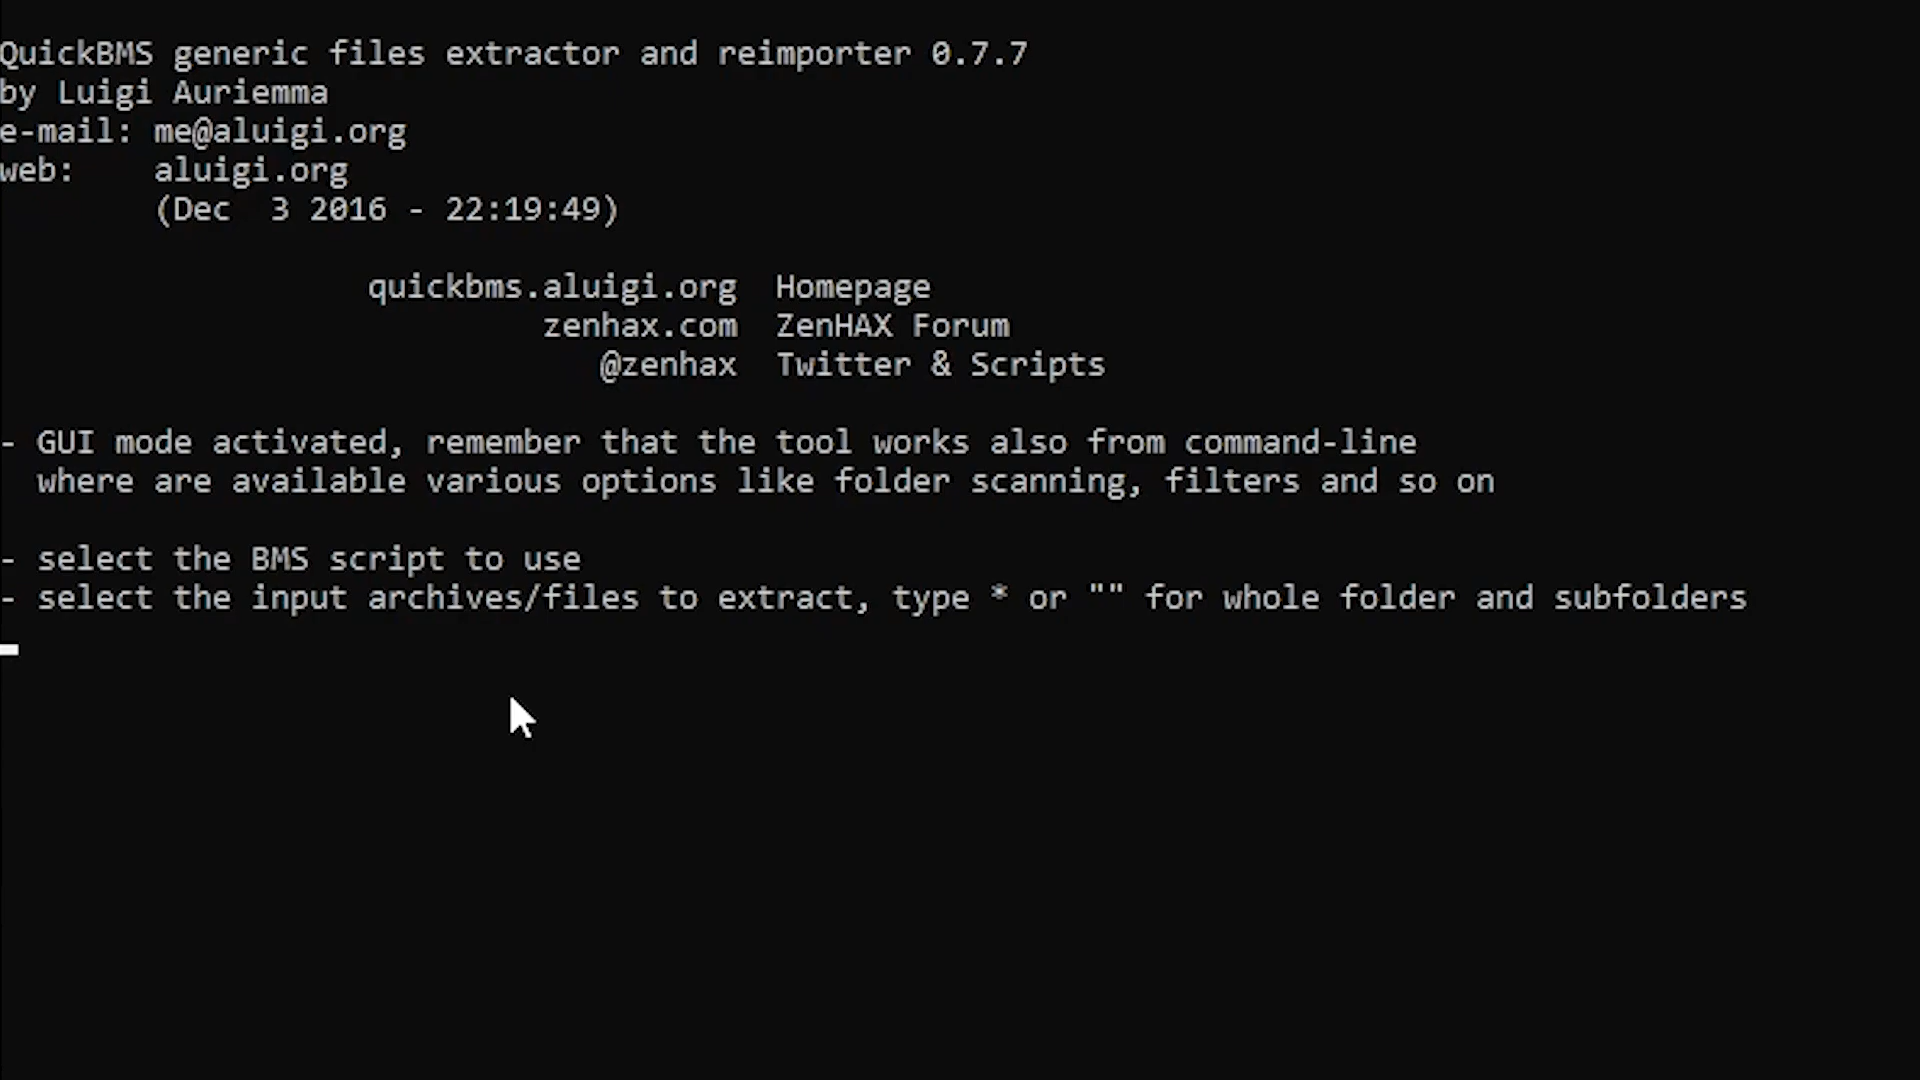 QuickBMS generic files extractor and reimporter 0.7.7
by Luigi Auriemma
e-mail: me@aluigi.org
web:    aluigi.org
        (Dec  3 2016 - 22:19:49)
quickbms.aluigi.org  Homepage
zenhax.com  ZenHAX Forum
@zenhax  Twitter & Scripts
- GUI mode activated, remember that the tool works also from command-line
  where are available various options like folder scanning, filters and so on
- select the BMS script to use
- select the input archives/files to extract, type * or "" for whole folder and subfolders